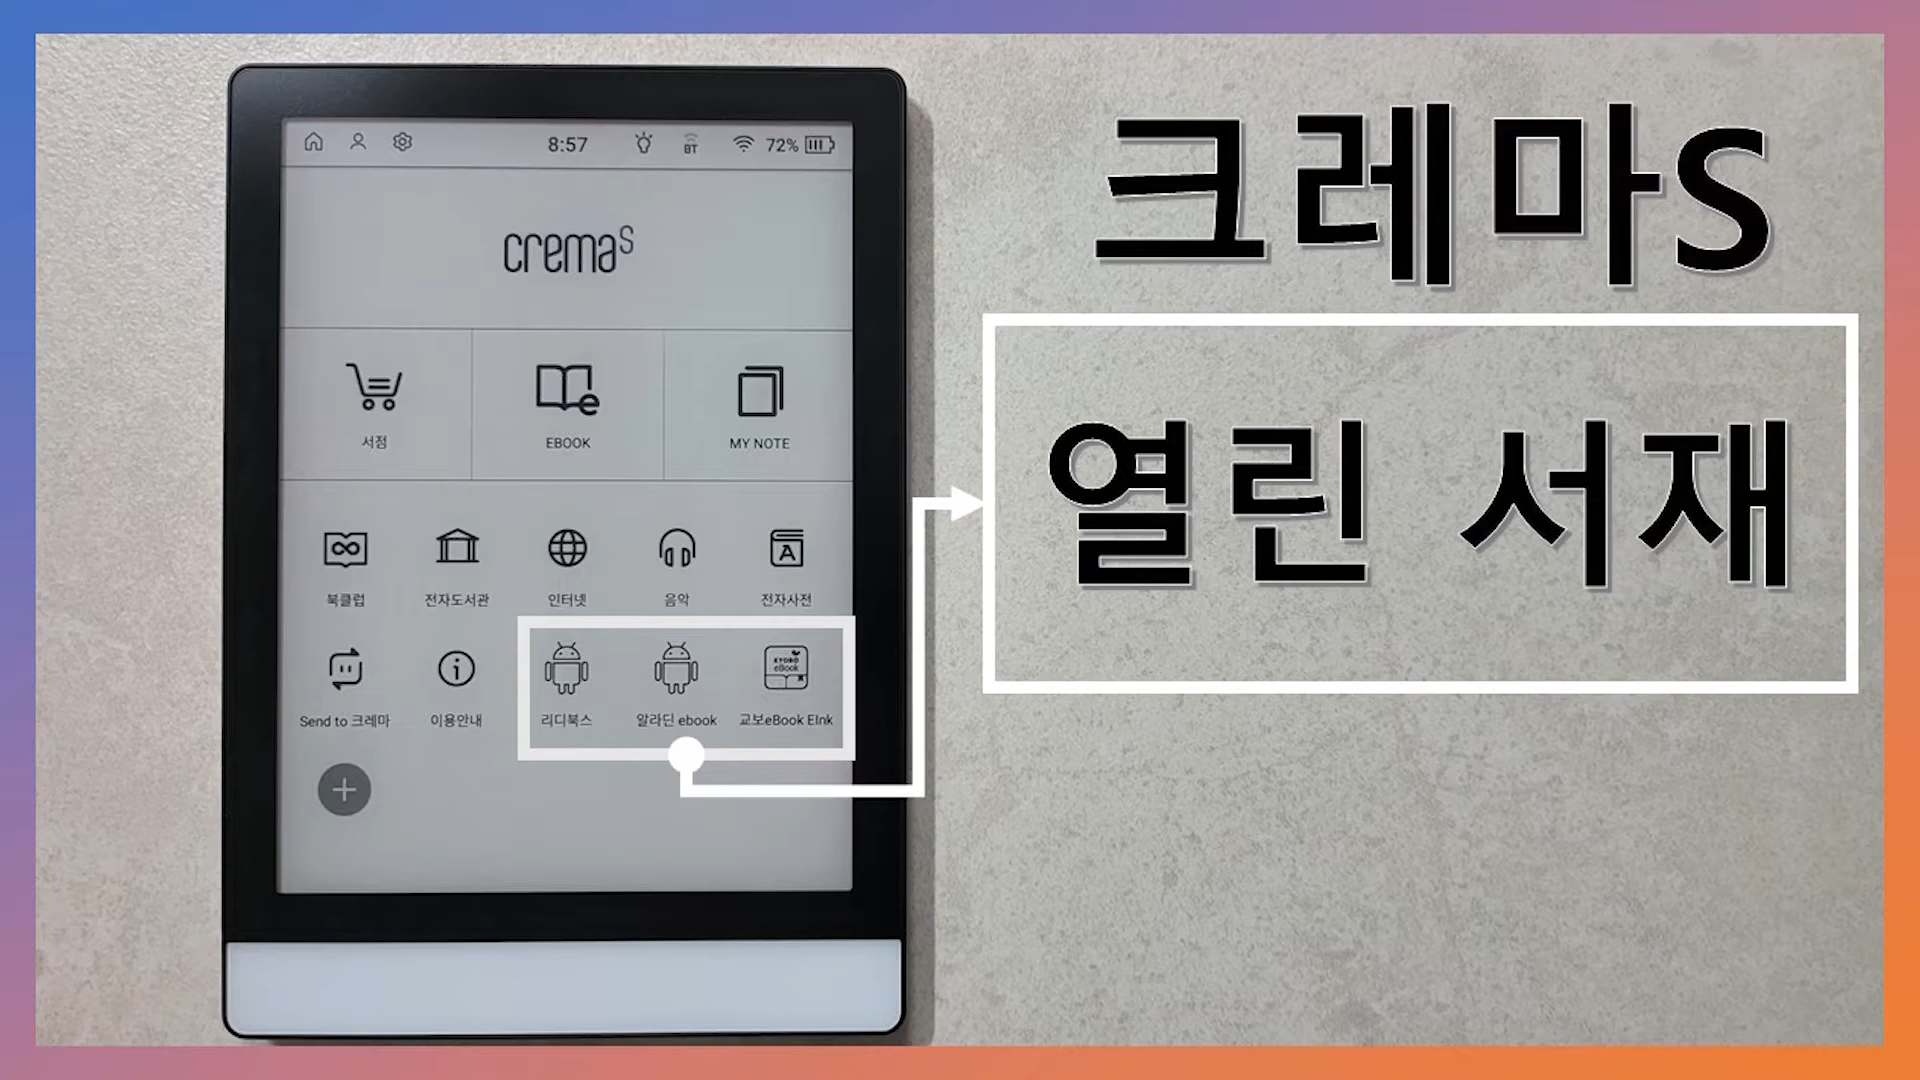 8:57
BT
72%
crema S
서점
EBOOK
MY NOTE
북클럽
전자도서관
인터넷
음악
전자사전
A
KYOBO
eBook
Send to 크레마
이용안내
리디북스
알라딘 ebook
교보eBook EInk
크레마S
열린 서재